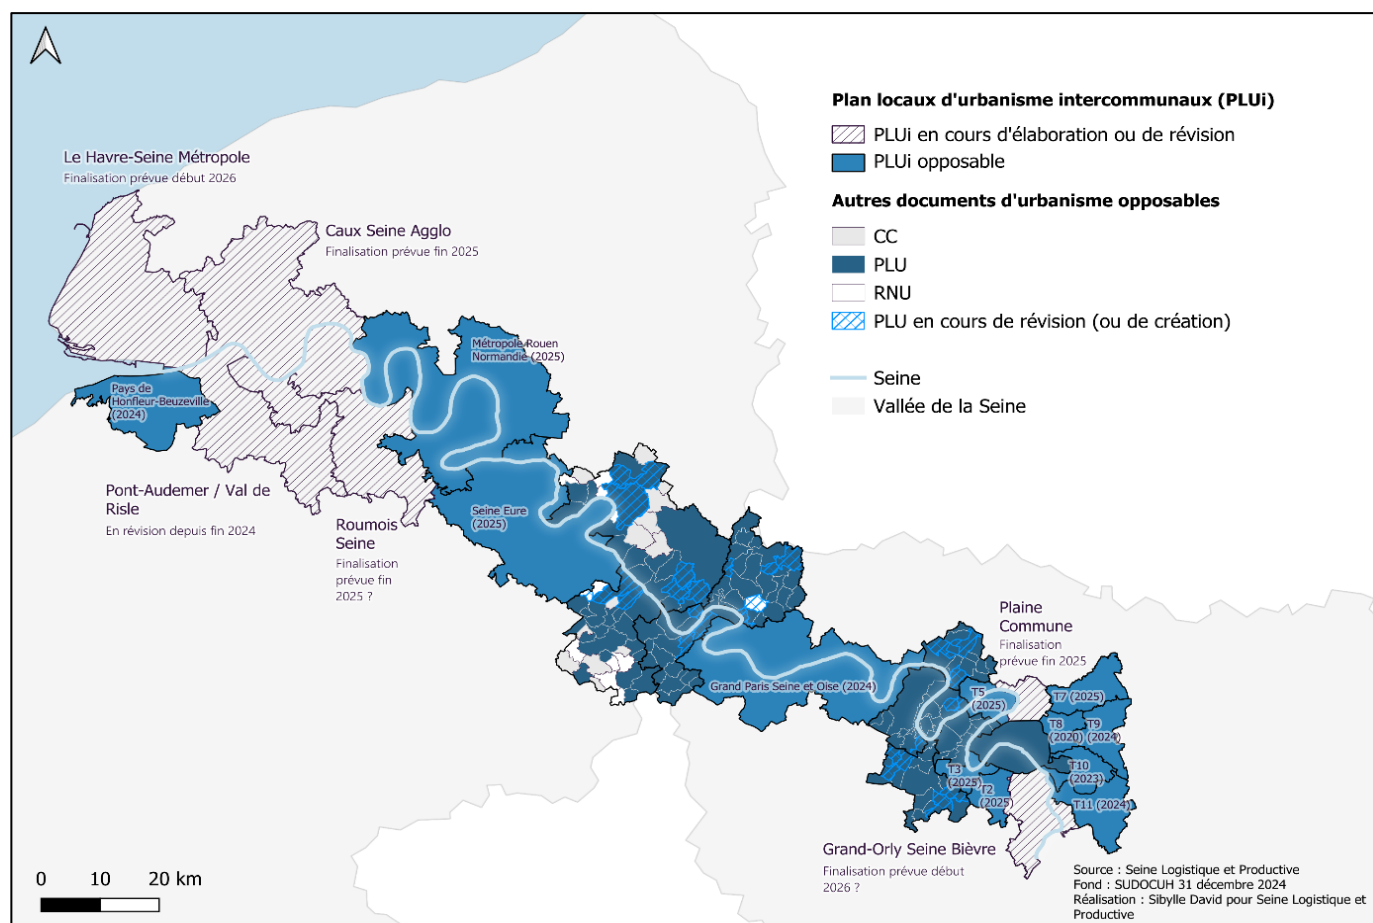 Plan locaux d'urbanisme intercommunaux (PLUi)
PLUi en cours d'élaboration ou de révision
PLUi opposable
Autres documents d'urbanisme opposables
CC
PLU
RNU
PLU en cours de révision (ou de création)
Seine
Vallée de la Seine
Le Havre-Seine Métropole
Finalisation prévue début 2026
Caux Seine Agglo
Finalisation prévue fin 2025
Métropole Rouen
Normandie (2025)
Pays de
Honfleur-Beuzeville
(2024)
Pont-Audemer / Val de
Risle
En révision depuis fin 2024
Roumois
Seine
Finalisation
prévue fin
2025 ?
Seine Eure
(2025)
Grand Paris Seine et Oise (2024)
Plaine
Commune
Finalisation
prévue fin 2025
T5
(2025)
T7 (2025)
T8
(2020)
T9
(2024)
T10
(2023)
T11 (2024)
T3
(2025)
T2
(2025)
Grand-Orly Seine Bièvre
Finalisation prévue début
2026 ?
0 10 20 km
Source : Seine Logistique et Productive
Fond : SUDOCUH 31 décembre 2024
Réalisation : Sibylle David pour Seine Logistique et
Productive